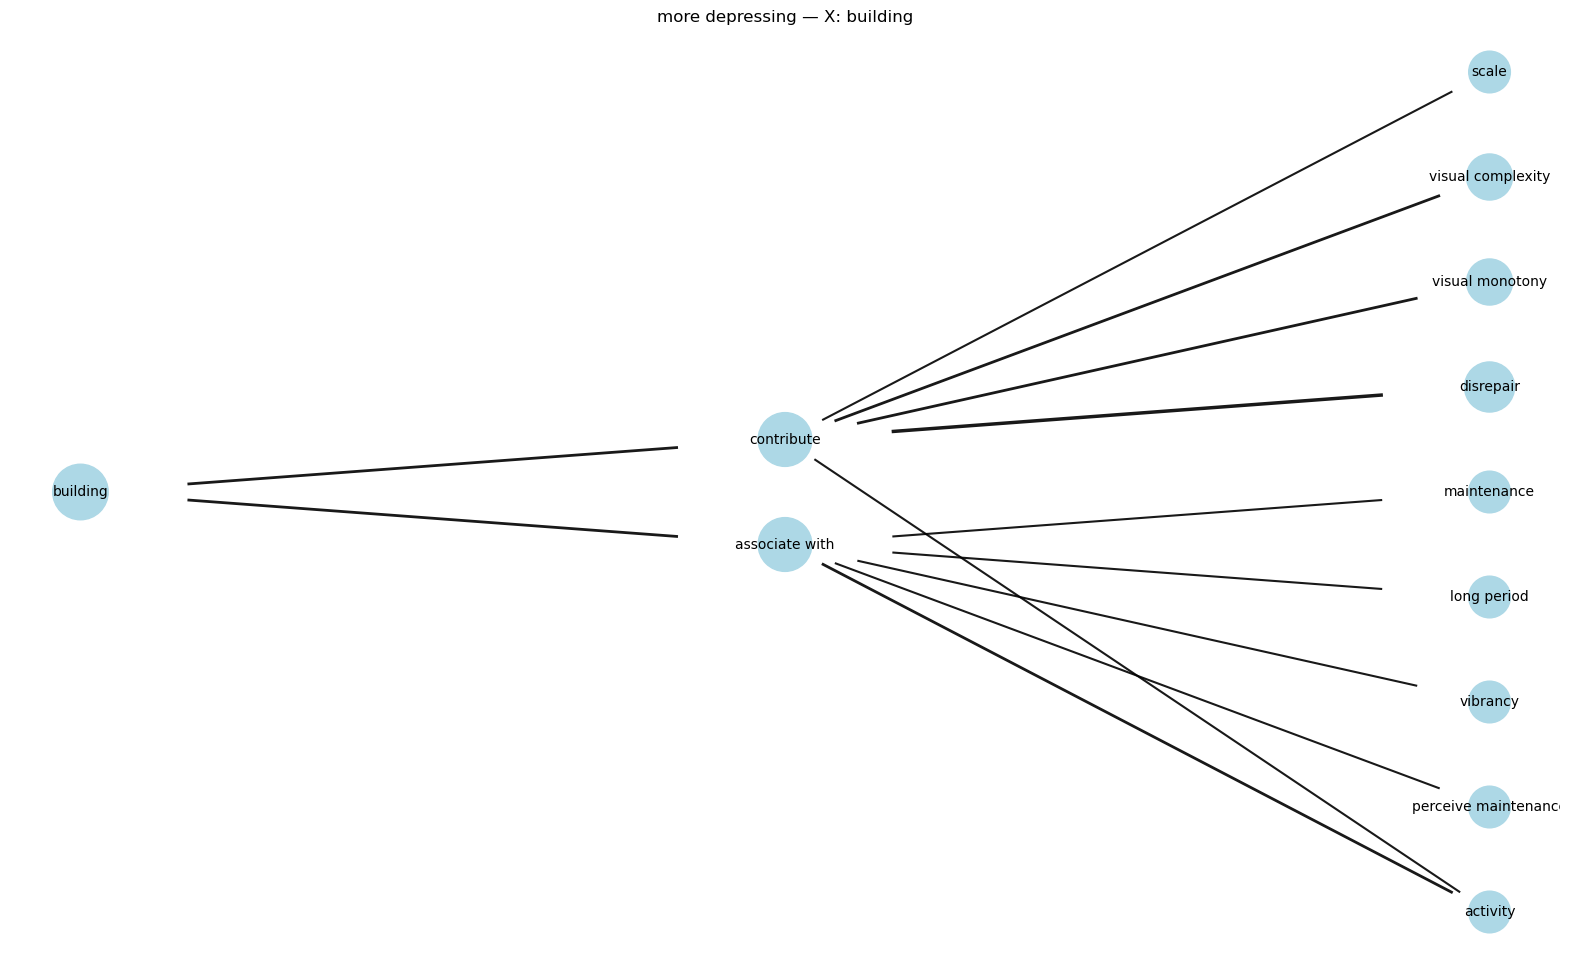 more depressing — X: building
scale
visual complexity
visual monotony
disrepair
contribute
building
maintenance
associate with
long period
vibrancy
perceive maintenanc
activity